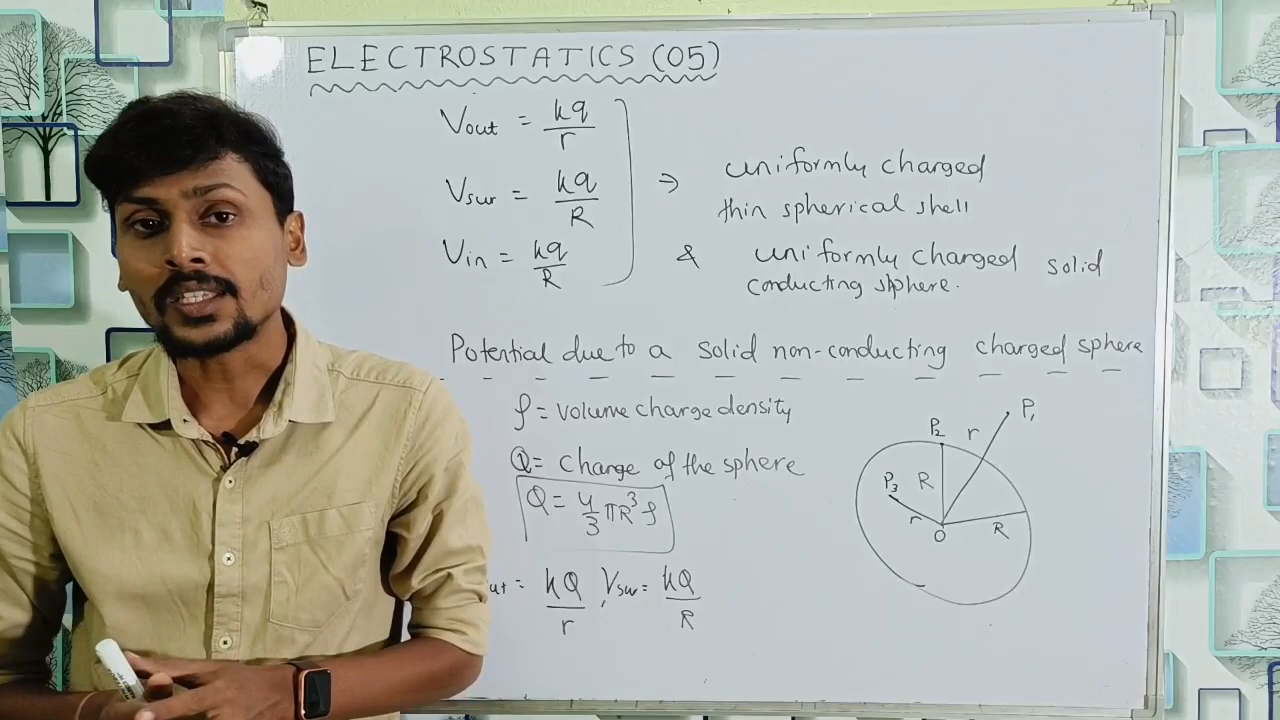 ELECTROSTATICS (05)
Vout = kq/r
Vsur = kq/R
Vin = kq/R
⇒ uniformly charged
thin spherical shell
& uniformly charged solid
conducting sphere.
Potential due to a solid non-conducting charged sphere
ρ = volume charge density
Q = charge of the sphere
Q = 4/3 πR³ρ
ut = kQ/r, Vsur = kQ/R
P₁
P₂
r
P₃
R
r
O
R